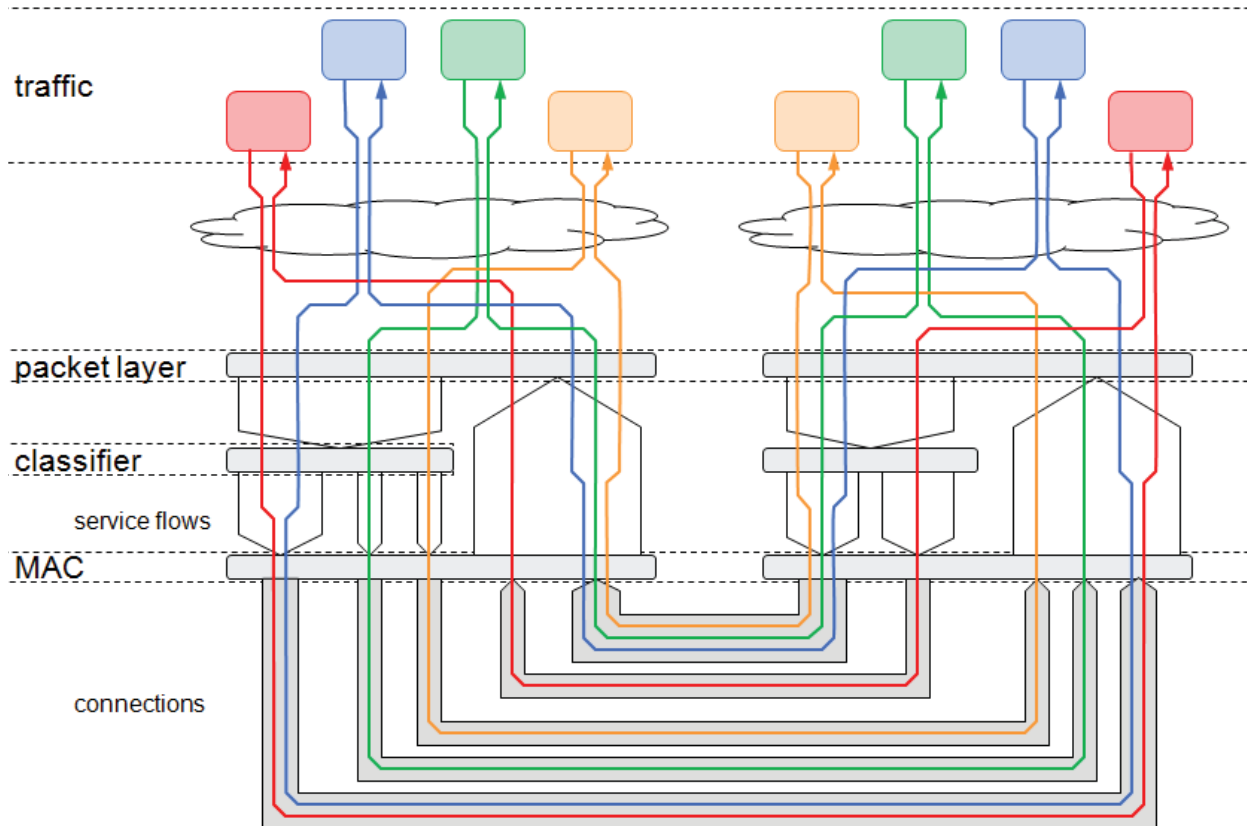 traffic
packet layer
classifier
service flows
MAC
connections